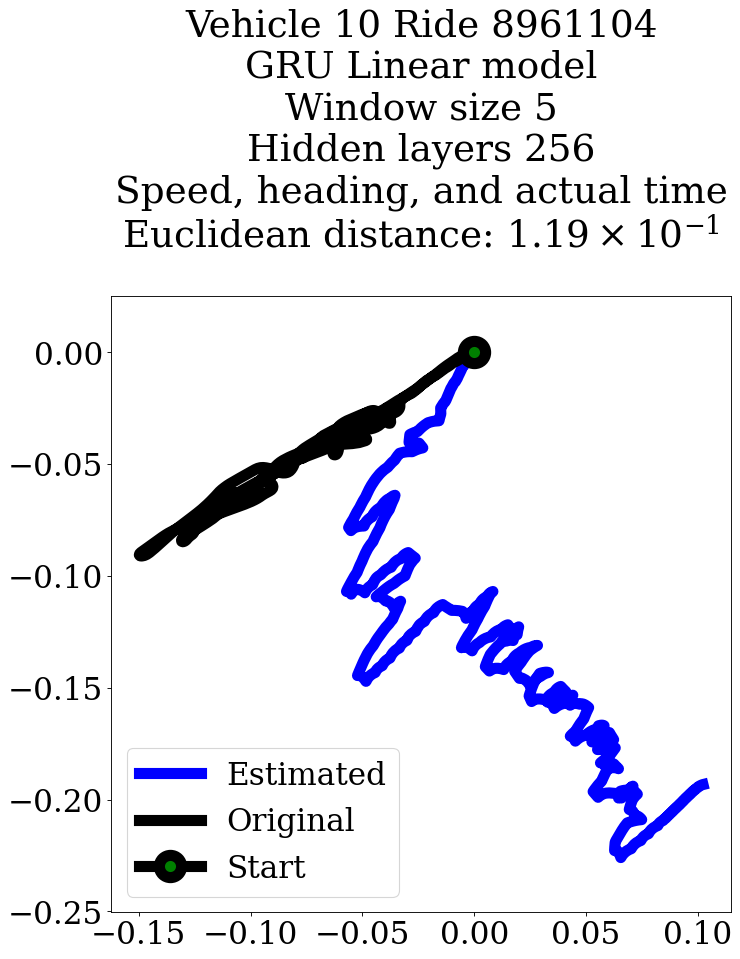 Vehicle 10 Ride 8961104
GRU Linear model
Window size 5
Hidden layers 256
Speed, heading, and actual time
Euclidean distance: 1.19 × 10⁻¹
0.00
−0.05
−0.10
−0.15
−0.20
−0.25
Estimated
Original
Start
−0.15 −0.10 −0.05 0.00 0.05 0.10